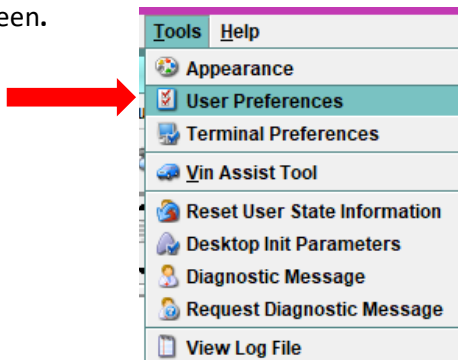 een.
Tools Help
Appearance
User Preferences
Terminal Preferences
Vin Assist Tool
Reset User State Information
Desktop Init Parameters
Diagnostic Message
Request Diagnostic Message
View Log File